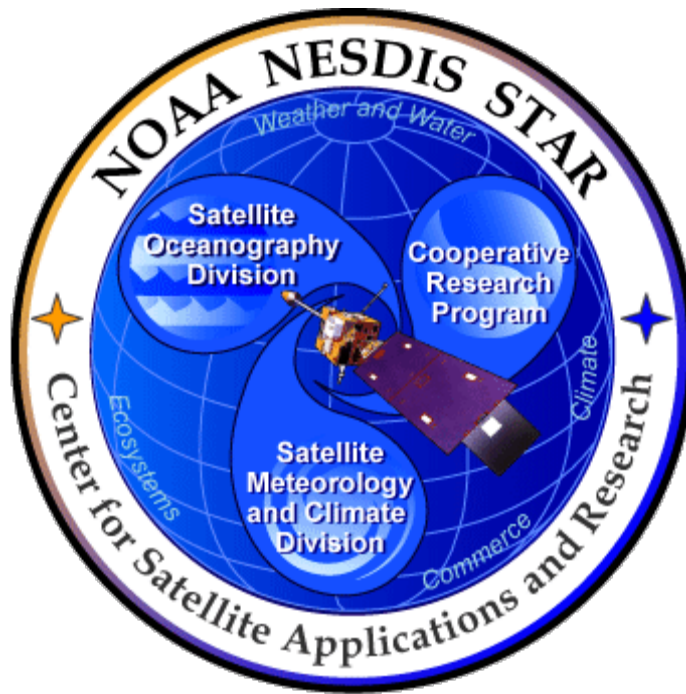 NOAA NESDIS STAR
Weather and Water
Satellite
Oceanography
Division
Cooperative
Research
Program
Climate
Ecosystems
Satellite
Meteorology
and Climate
Division
Commerce
Center for Satellite Applications and Research